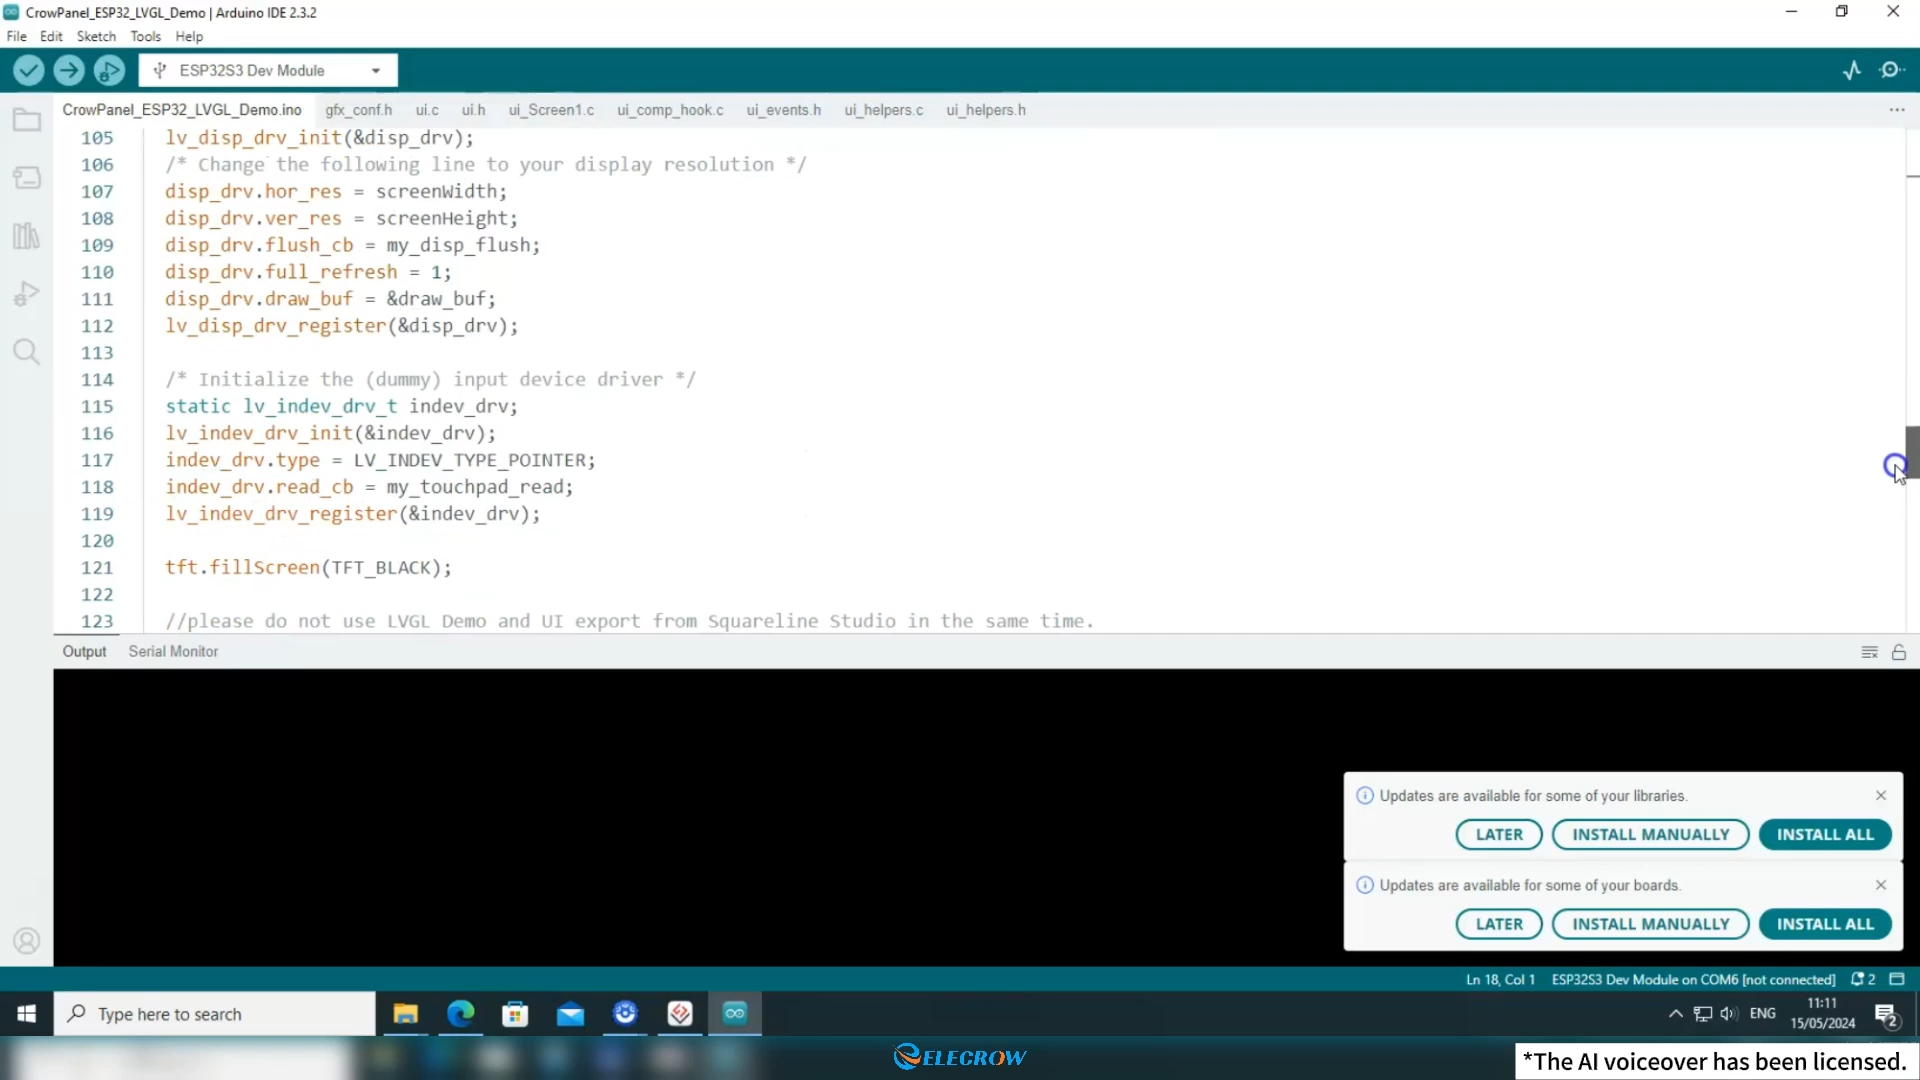 CrowPanel_ESP32_LVGL_Demo | Arduino IDE 2.3.2
File Edit Sketch Tools Help
ESP32S3 Dev Module
CrowPanel_ESP32_LVGL_Demo.ino gfx_conf.h ui.c ui.h ui_Screen1.c ui_comp_hook.c ui_events.h ui_helpers.c ui_helpers.h
105 lv_disp_drv_init(&disp_drv);
106 /* Change the following line to your display resolution */
107 disp_drv.hor_res = screenWidth;
108 disp_drv.ver_res = screenHeight;
109 disp_drv.flush_cb = my_disp_flush;
110 disp_drv.full_refresh = 1;
111 disp_drv.draw_buf = &draw_buf;
112 lv_disp_drv_register(&disp_drv);
113
114 /* Initialize the (dummy) input device driver */
115 static lv_indev_drv_t indev_drv;
116 lv_indev_drv_init(&indev_drv);
117 indev_drv.type = LV_INDEV_TYPE_POINTER;
118 indev_drv.read_cb = my_touchpad_read;
119 lv_indev_drv_register(&indev_drv);
120
121 tft.fillScreen(TFT_BLACK);
122
123 //please do not use LVGL Demo and UI export from Squareline Studio in the same time.
Output Serial Monitor
Updates are available for some of your libraries.
LATER INSTALL MANUALLY INSTALL ALL
Updates are available for some of your boards.
LATER INSTALL MANUALLY INSTALL ALL
Ln 18, Col 1 ESP32S3 Dev Module on COM6 [not connected] 2
Type here to search
ENG
11:11
15/05/2024
2
ELECROW
*The AI voiceover has been licensed.